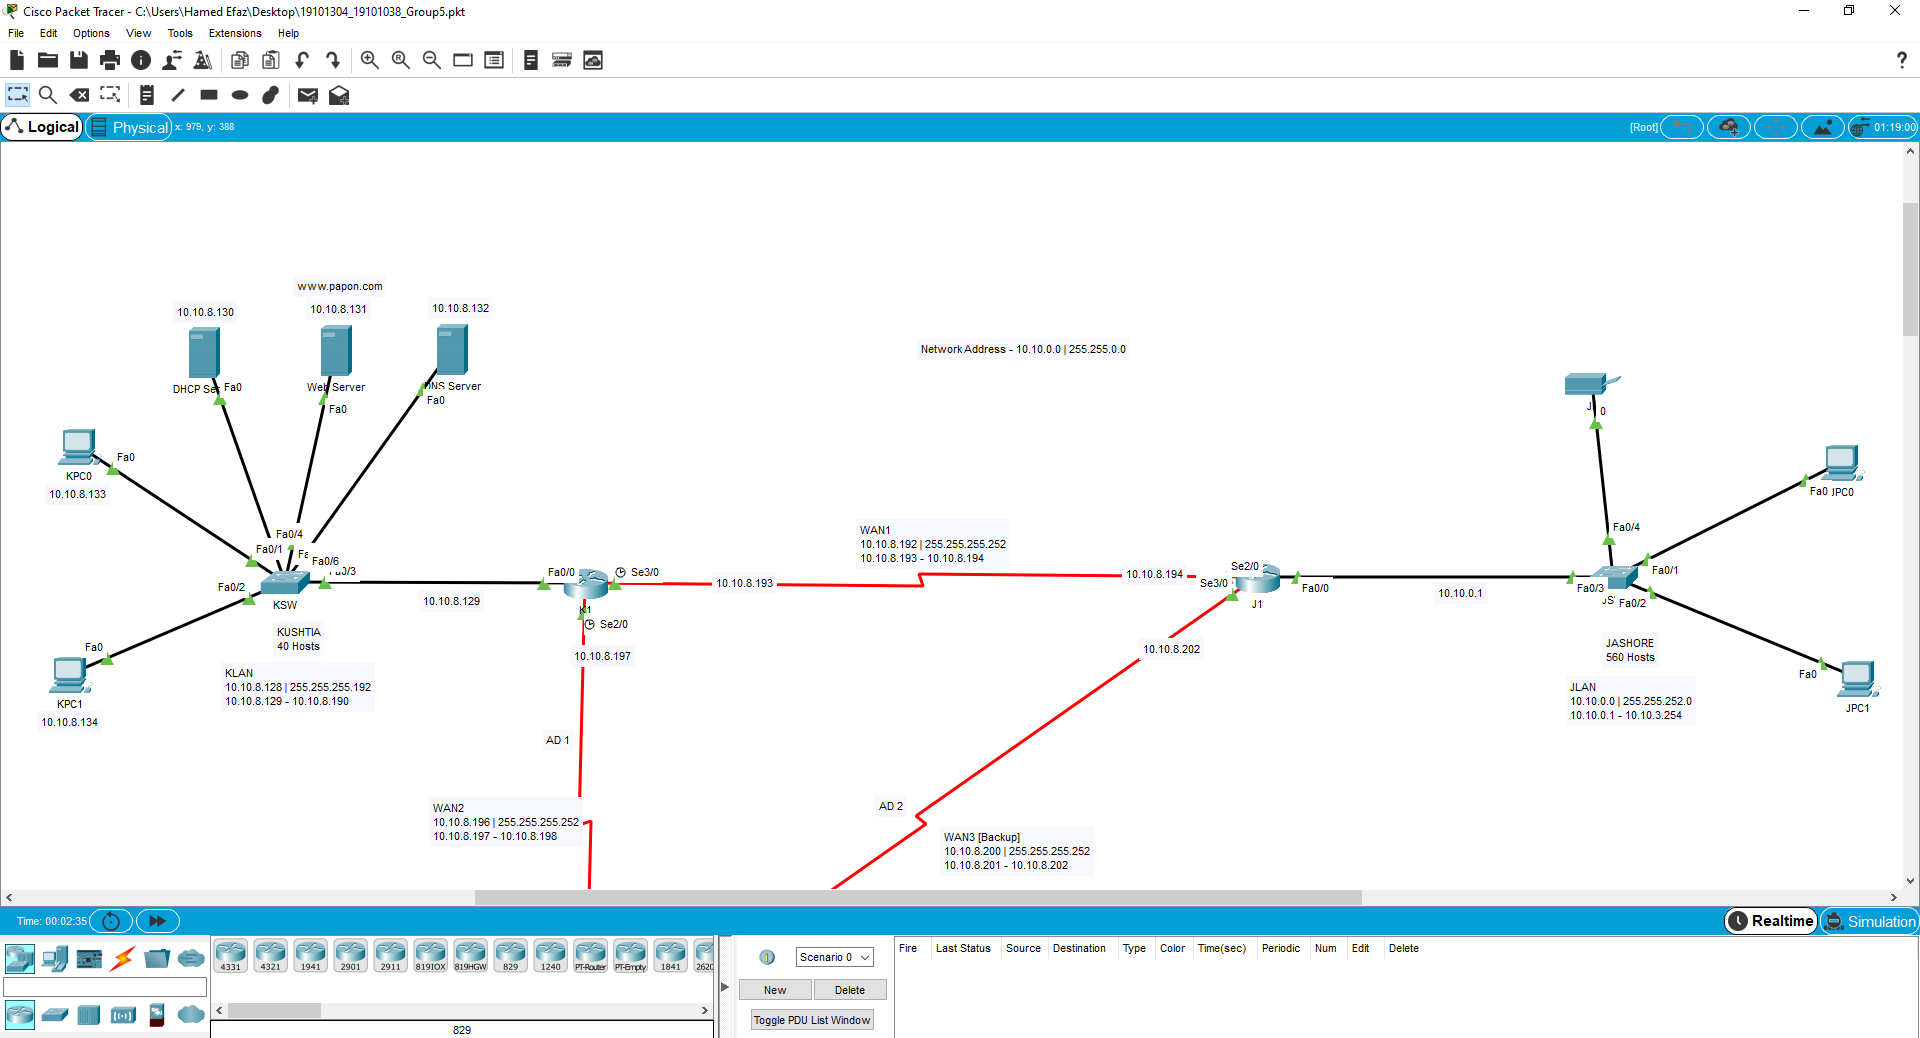 Cisco Packet Tracer - C:\Users\Hamed Efaz\Desktop\19101304_19101038_Group5.pkt
File Edit Options View Tools Extensions Help
Logical Physical x: 979, y: 388 [Root] 01:19:00
www.papon.com
10.10.8.130
10.10.8.131
10.10.8.132
Network Address - 10.10.0.0 | 255.255.0.0
DHCP Ser Fa0
Web Server
Fa0
DNS Server
Fa0
Fa0
KPC0
10.10.8.133
Fa0/4
Fa0/1
Fa0/6
Fa0/2
KSW
Fa0
KPC1
10.10.8.134
KUSHTIA
40 Hosts
KLAN
10.10.8.128 | 255.255.255.192
10.10.8.129 - 10.10.8.190
10.10.8.129
Fa0/0
Se3/0
K1
Se2/0
10.10.8.197
10.10.8.193
WAN1
10.10.8.192 | 255.255.255.252
10.10.8.193 - 10.10.8.194
10.10.8.194
Se2/0
Se3/0
J1
Fa0/0
10.10.8.202
10.10.0.1
0
Fa0/4
Fa0/1
Fa0/3
JS
Fa0/2
Fa0 JPC0
Fa0
JPC1
JASHORE
560 Hosts
JLAN
10.10.0.0 | 255.255.252.0
10.10.0.1 - 10.10.3.254
AD 1
WAN2
10.10.8.196 | 255.255.255.252
10.10.8.197 - 10.10.8.198
AD 2
WAN3 [Backup]
10.10.8.200 | 255.255.255.252
10.10.8.201 - 10.10.8.202
Time: 00:02:35 Realtime Simulation
4331 4321 1941 2901 2911 819IOX 819HGW 829 1240 PT-Router PT-Empty 1841 2620
829
Scenario 0
New Delete
Toggle PDU List Window
Fire Last Status Source Destination Type Color Time(sec) Periodic Num Edit Delete